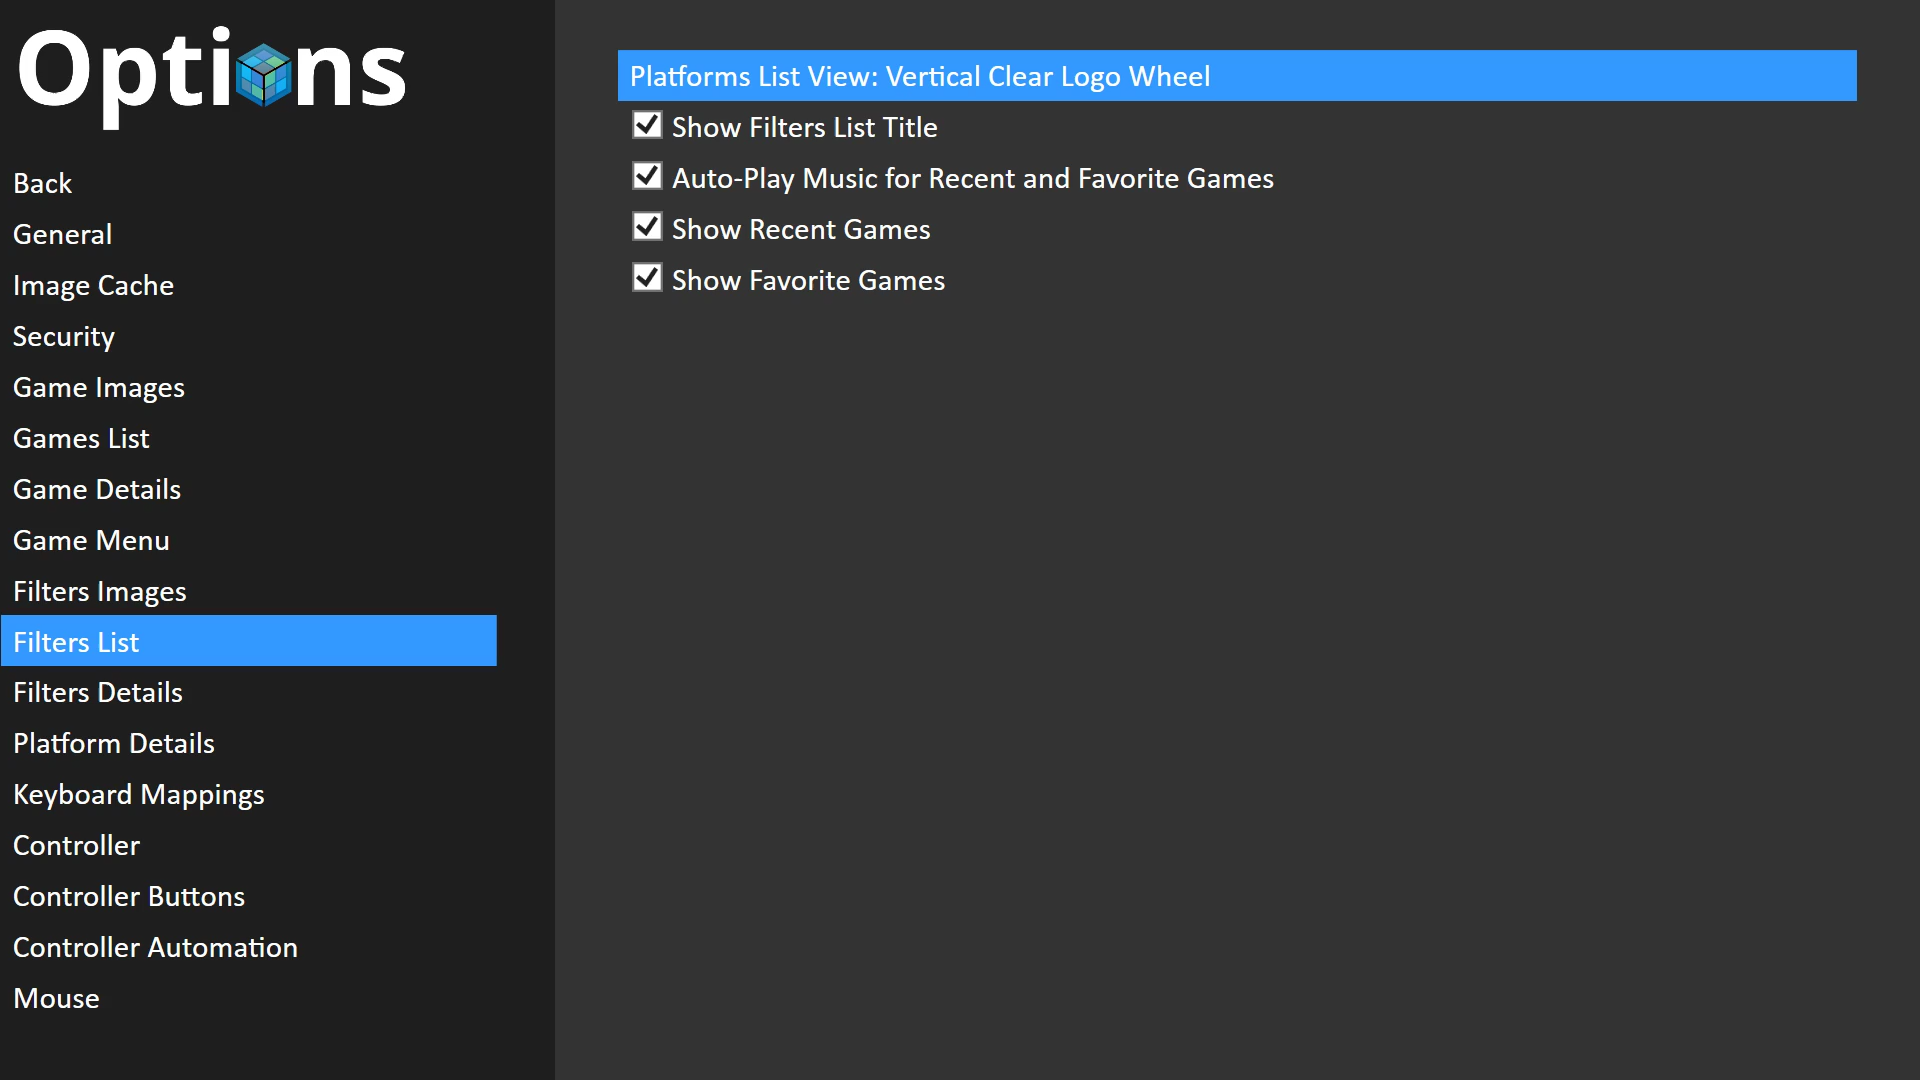 Options
Back
General
Image Cache
Security
Game Images
Games List
Game Details
Game Menu
Filters Images
Filters List
Filters Details
Platform Details
Keyboard Mappings
Controller
Controller Buttons
Controller Automation
Mouse
Platforms List View: Vertical Clear Logo Wheel
Show Filters List Title
Auto-Play Music for Recent and Favorite Games
Show Recent Games
Show Favorite Games